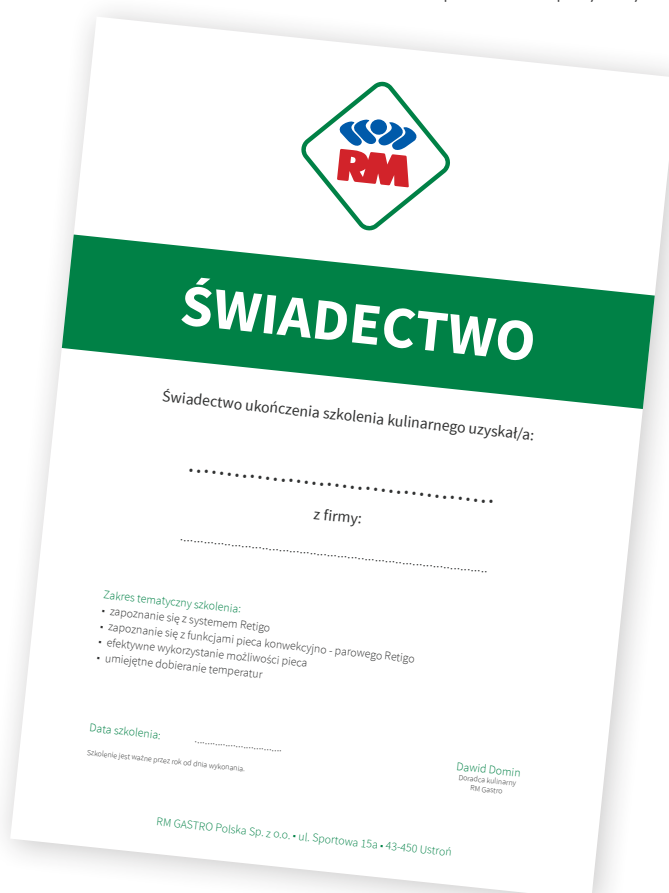 RM
ŚWIADECTWO
Świadectwo ukończenia szkolenia kulinarnego uzyskał/a:
........................................
z firmy:
..........................................................................................
Zakres tematyczny szkolenia:
• zapoznanie się z systemem Retigo
• zapoznanie się z funkcjami pieca konwekcyjno - parowego Retigo
• efektywne wykorzystanie możliwości pieca
• umiejętne dobieranie temperatur
Data szkolenia: ................................
Szkolenie jest ważne przez rok od dnia wykonania.
Dawid Domin
Doradca kulinarny
RM Gastro
RM GASTRO Polska Sp. z o.o. • ul. Sportowa 15a • 43-450 Ustroń